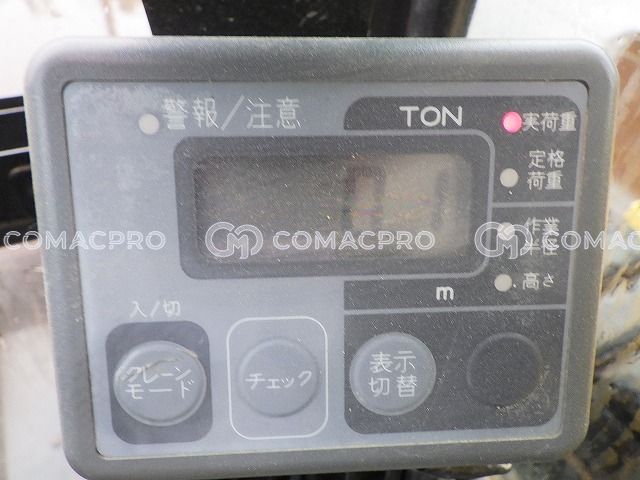 警報/注意
TON
実荷重
定格
荷重
COMACPRO COMACPRO COMACPRO
作業
半径
m
高さ
入/切
クレーン
モード
チェック
表示
切替